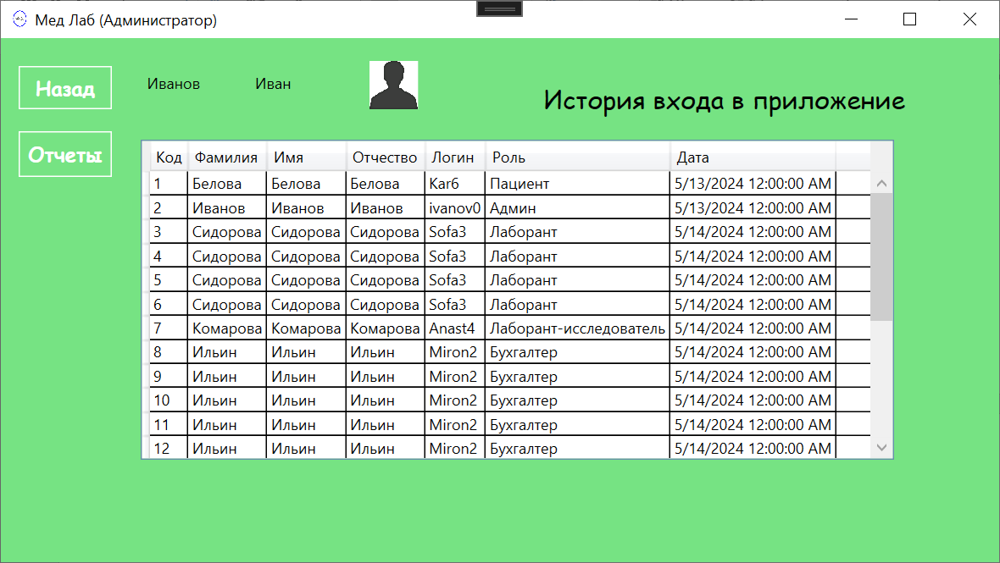 Мед Лаб (Администратор)
Назад Иванов Иван
История входа в приложение
Отчеты
Код Фамилия Имя Отчество Логин Роль Дата
1 Белова Белова Белова Kar6 Пациент 5/13/2024 12:00:00 AM
2 Иванов Иванов Иванов ivanov0 Админ 5/13/2024 12:00:00 AM
3 Сидорова Сидорова Сидорова Sofa3 Лаборант 5/14/2024 12:00:00 AM
4 Сидорова Сидорова Сидорова Sofa3 Лаборант 5/14/2024 12:00:00 AM
5 Сидорова Сидорова Сидорова Sofa3 Лаборант 5/14/2024 12:00:00 AM
6 Сидорова Сидорова Сидорова Sofa3 Лаборант 5/14/2024 12:00:00 AM
7 Комарова Комарова Комарова Anast4 Лаборант-исследователь 5/14/2024 12:00:00 AM
8 Ильин Ильин Ильин Miron2 Бухгалтер 5/14/2024 12:00:00 AM
9 Ильин Ильин Ильин Miron2 Бухгалтер 5/14/2024 12:00:00 AM
10 Ильин Ильин Ильин Miron2 Бухгалтер 5/14/2024 12:00:00 AM
11 Ильин Ильин Ильин Miron2 Бухгалтер 5/14/2024 12:00:00 AM
12 Ильин Ильин Ильин Miron2 Бухгалтер 5/14/2024 12:00:00 AM